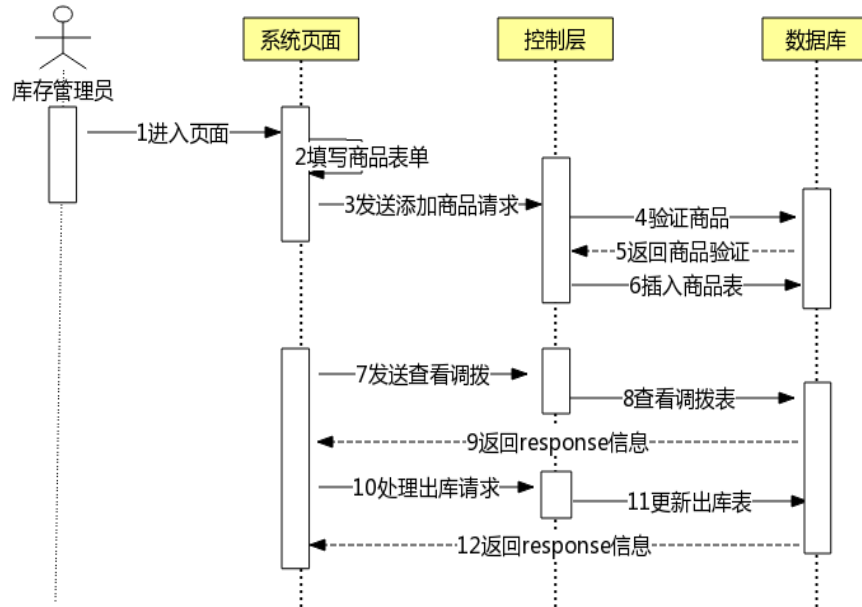 系统页面
控制层
数据库
库存管理员
1进入页面
2填写商品表单
3发送添加商品请求
4验证商品
5返回商品验证
6插入商品表
7发送查看调拨
8查看调拨表
9返回response信息
10处理出库请求
11更新出库表
12返回response信息